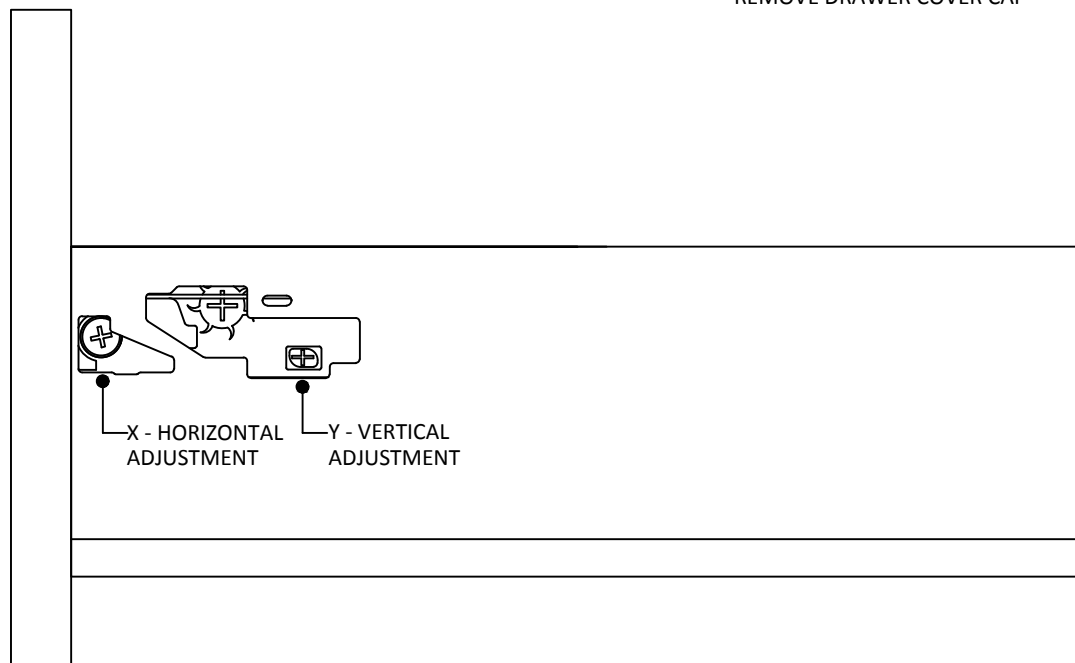 REMOVE DRAWER COVER CAP
X - HORIZONTAL
ADJUSTMENT
Y - VERTICAL
ADJUSTMENT